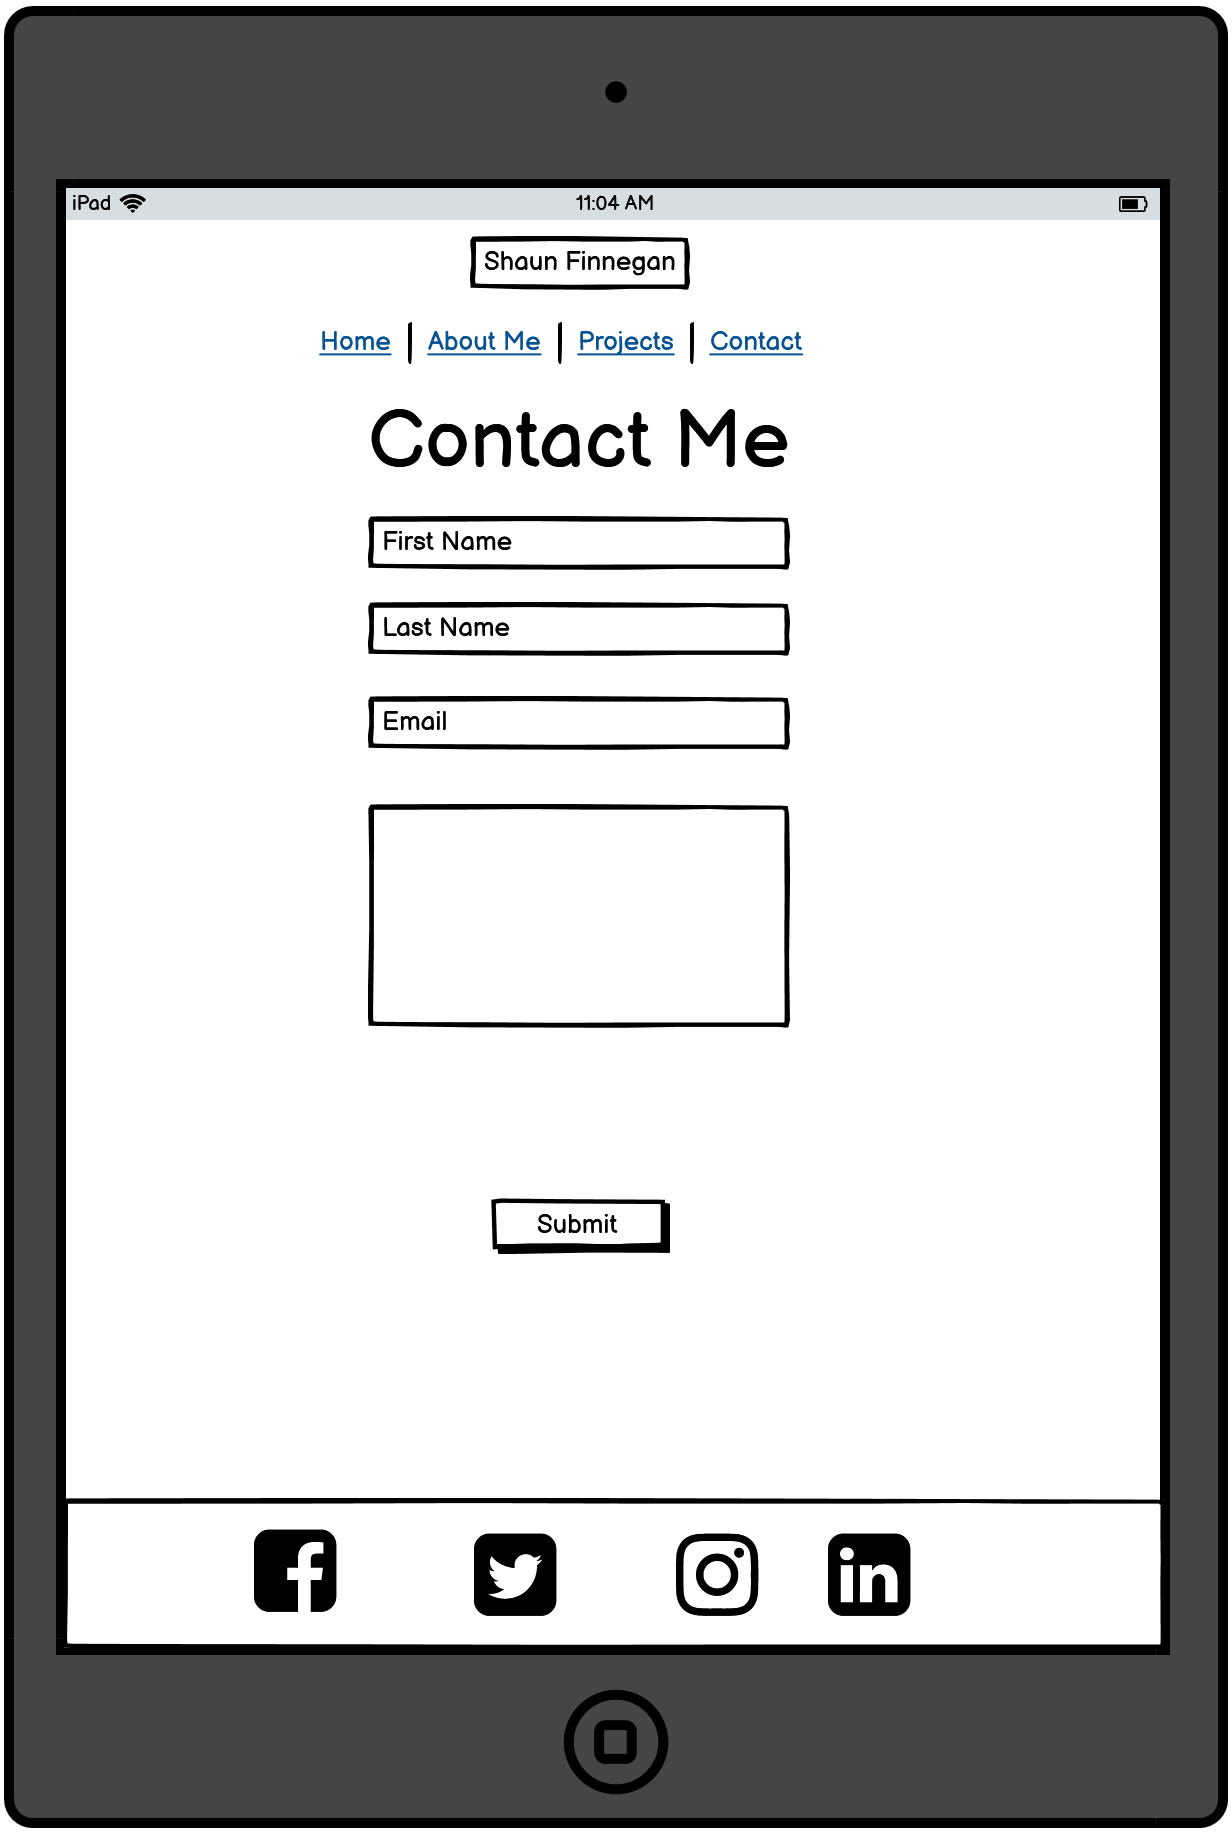 iPad 11:04 AM
Shaun Finnegan
Home | About Me | Projects | Contact
Contact Me
First Name
Last Name
Email
Submit